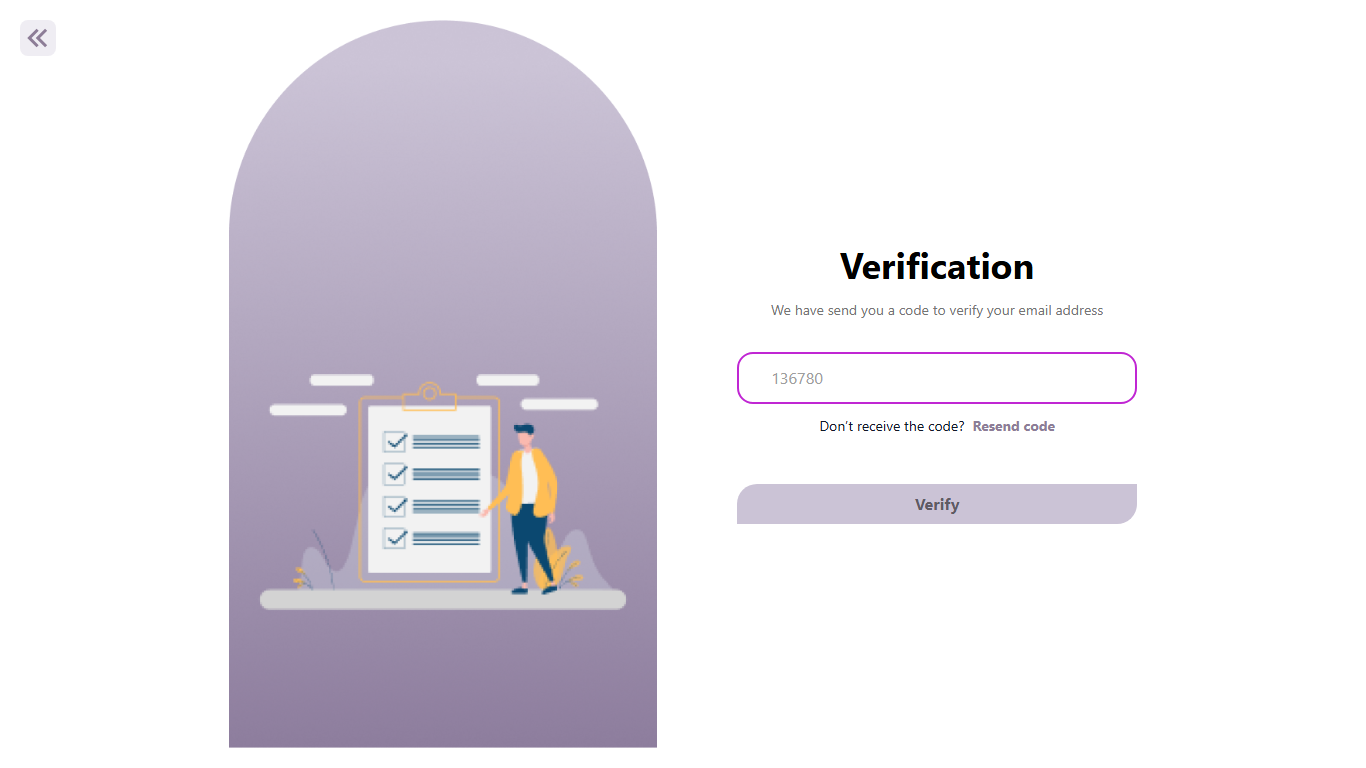 Verification
We have send you a code to verify your email address
136780
Don't receive the code? Resend code
Verify